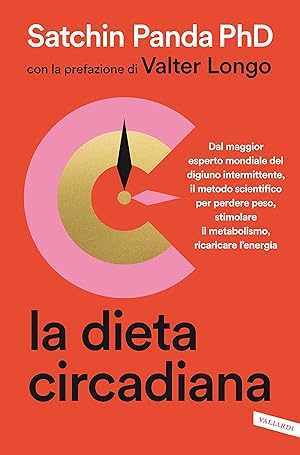 Satchin Panda PhD
con la prefazione di Valter Longo
Dal maggior
esperto mondiale del
digiuno intermittente,
il metodo scientifico
per perdere peso,
stimolare
il metabolismo,
ricaricare l'energia
la dieta
circadiana
VALLARDI